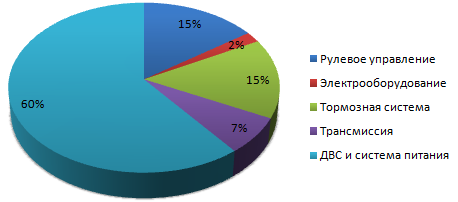 15%
2%
15%
7%
60%
Рулевое управление
Электрооборудование
Тормозная система
Трансмиссия
ДВС и система питания